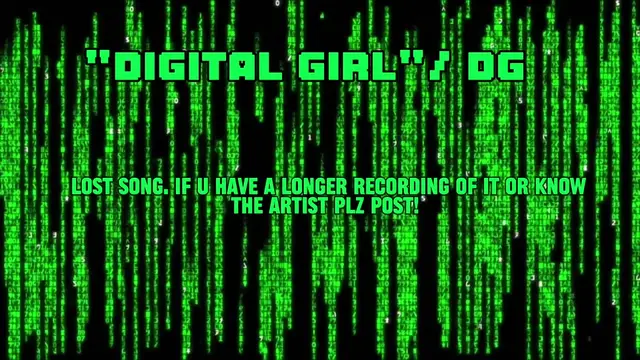 "DIGITAL GIRL"/ DG
LOST SONG. IF U HAVE A LONGER RECORDING OF IT OR KNOW
THE ARTIST PLZ POST!